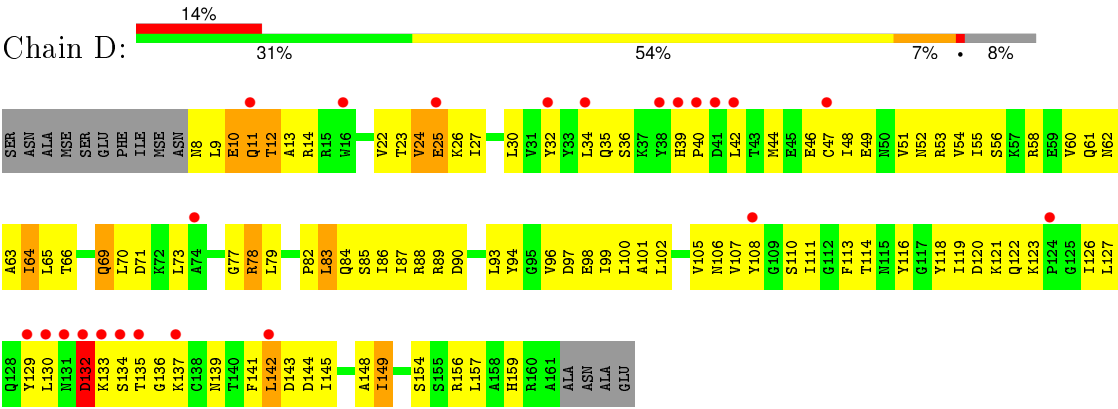 14%
Chain D:
31% 54% 7% • 8%
SER ASN ALA MSE SER GLU PHE ILE MSE ASN N8 L9 E10 Q11 T12 A13 R14 R15 W16 V22 T23 V24 E25 K26 I27 L30 V31 Y32 Y33 L34 Q35 S36 K37 Y38 H39 P40 D41 L42 T43 M44 E45 E46 C47 I48 E49 N50 V51 N52 R53 V54 I55 S56 K57 R58 E59 V60 Q61 N62
A63 I64 L65 T66 Q69 L70 D71 K72 L73 A74 G77 R78 L79 P82 L83 Q84 S85 I86 I87 R88 R89 D90 L93 Y94 G95 V96 D97 E98 I99 L100 A101 L102 V105 N106 V107 Y108 G109 S110 I111 G112 F113 T114 N115 Y116 G117 Y118 I119 D120 K121 Q122 K123 P124 G125 I126 L127
Q128 Y129 L130 N131 D132 K133 S134 T135 G136 K137 C138 N139 T140 F141 L142 D143 D144 I145 A148 I149 S154 S155 R156 L157 A158 H159 R160 A161 ALA ASN ALA GLU